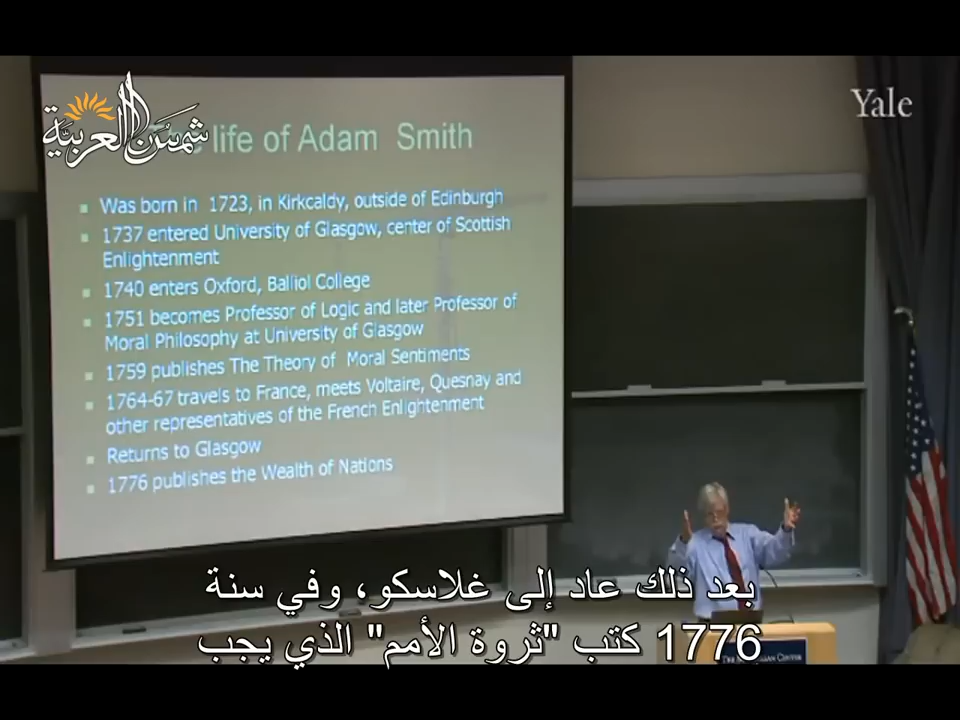 شمس العربية
Yale
life of Adam Smith
Was born in 1723, in Kirkcaldy, outside of Edinburgh
1737 entered University of Glasgow, center of Scottish
Enlightenment
1740 enters Oxford, Balliol College
1751 becomes Professor of Logic and later Professor of
Moral Philosophy at University of Glasgow
1759 publishes The Theory of Moral Sentiments
1764-67 travels to France, meets Voltaire, Quesnay and
other representatives of the French Enlightenment
Returns to Glasgow
1776 publishes the Wealth of Nations
بعد ذلك عاد إلى غلاسكو، وفي سنة
1776 كتب "ثروة الأمم" الذي يجب